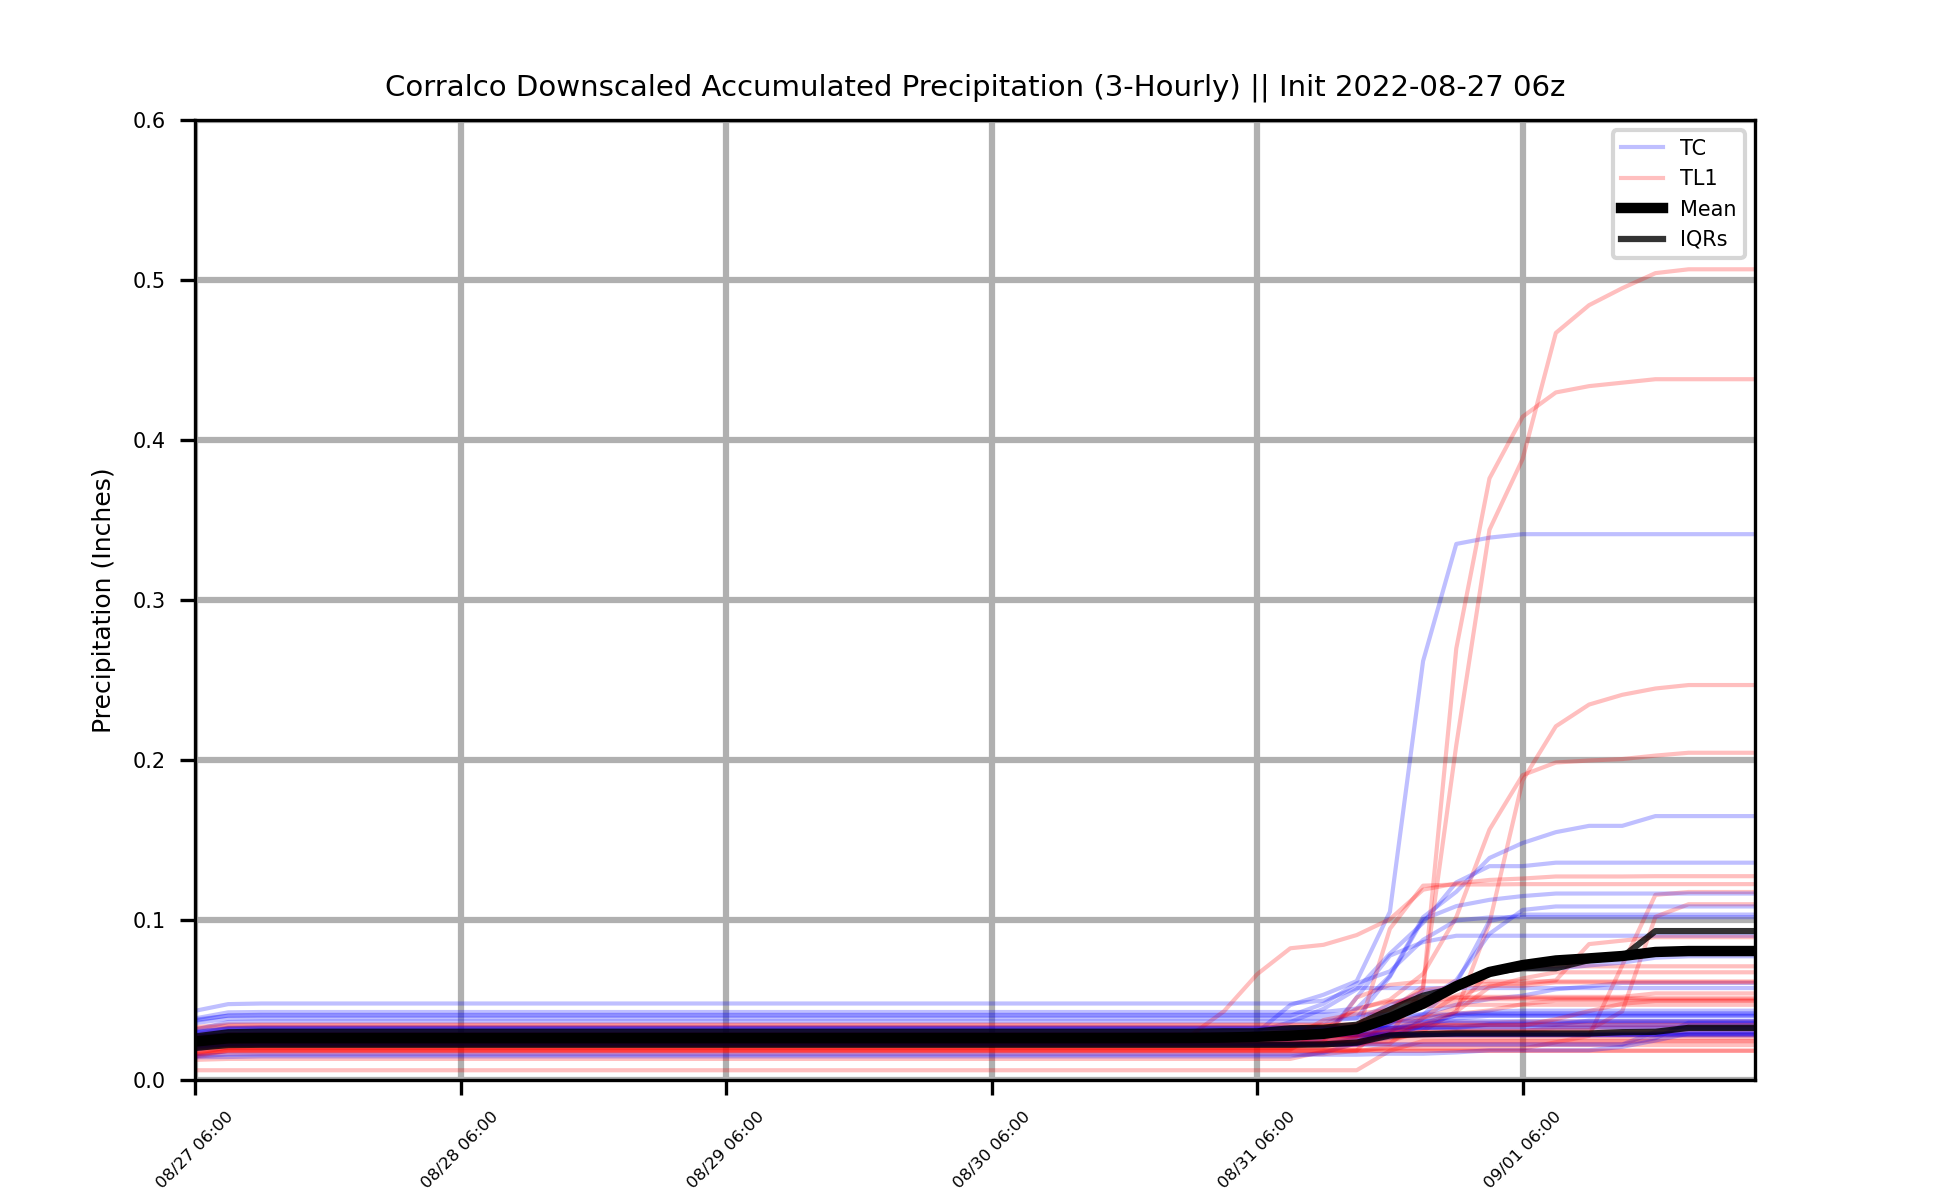 Corralco Downscaled Accumulated Precipitation (3-Hourly) || Init 2022-08-27 06z
TC
TL1
Mean
IQRs
Precipitation (Inches)
0.6
0.5
0.4
0.3
0.2
0.1
0.0
08/27 06:00
08/28 06:00
08/29 06:00
08/30 06:00
08/31 06:00
09/01 06:00